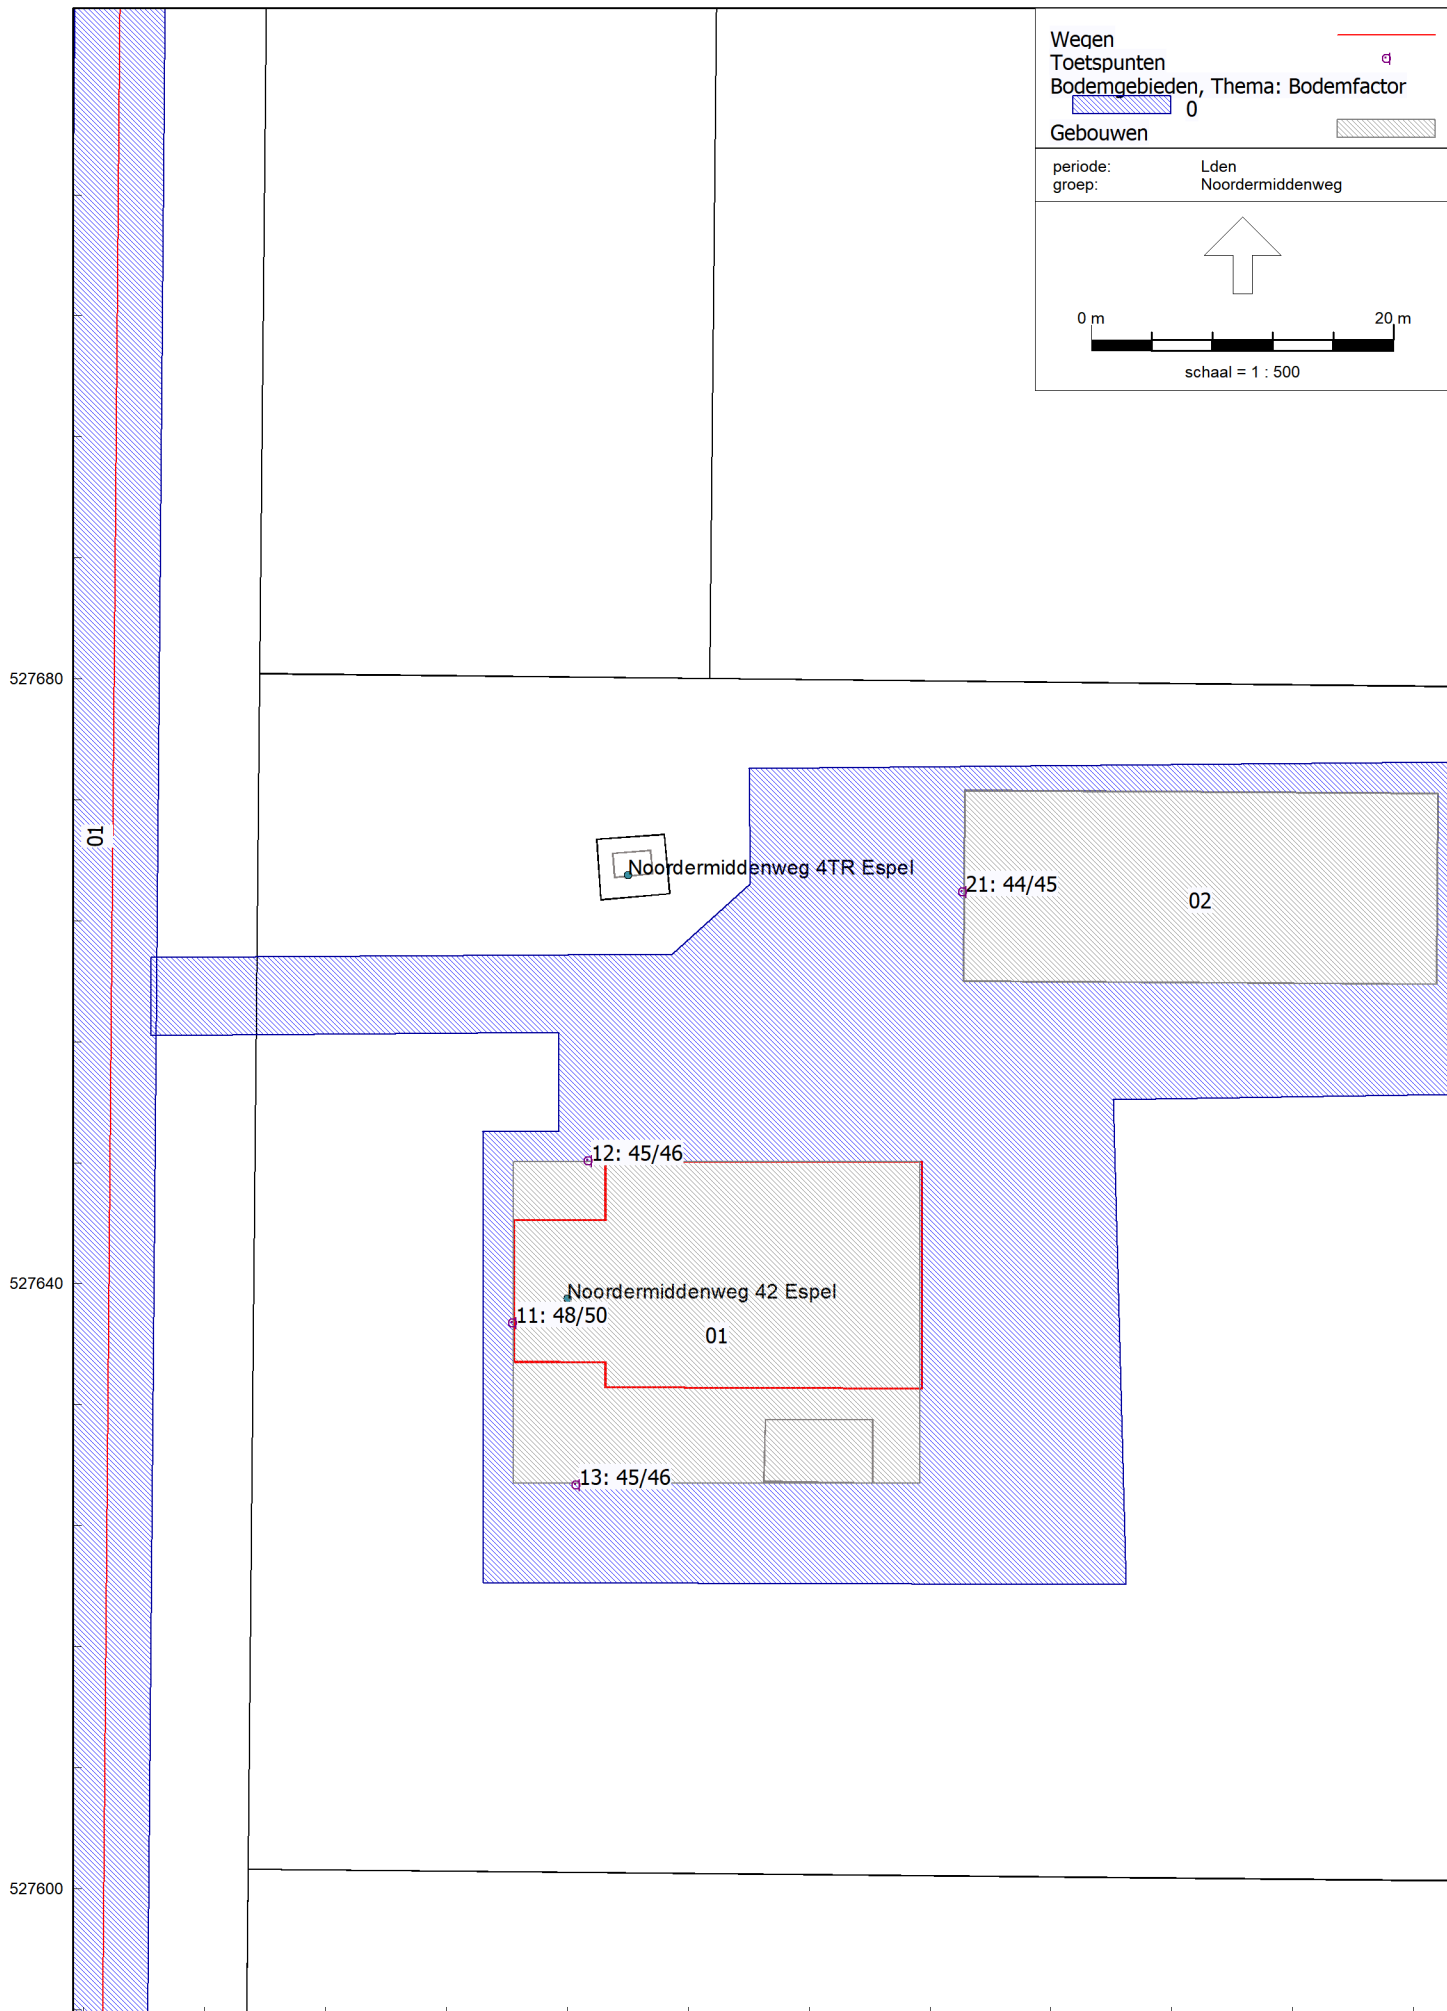 Wegen
Toetspunten
Bodemgebieden, Thema: Bodemfactor
0
Gebouwen
periode: Lden
groep: Noordermiddenweg
0 m 20 m
schaal = 1 : 500
527680
01
Noordermiddenweg 4TR Espel
21: 44/45
02
12: 45/46
527640
Noordermiddenweg 42 Espel
11: 48/50
01
13: 45/46
527600